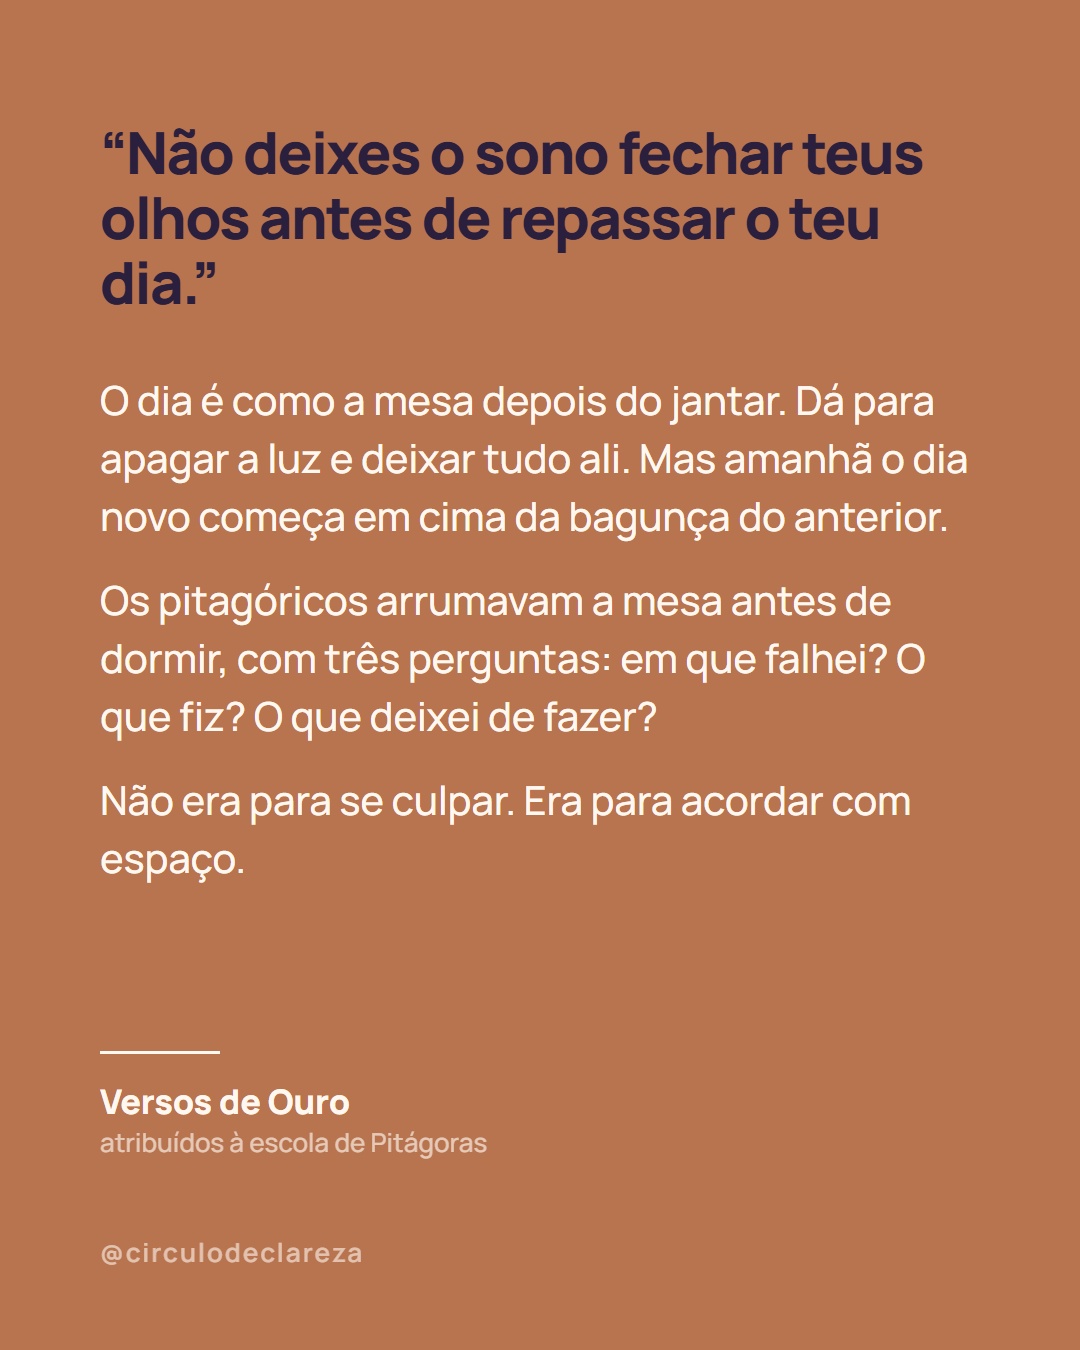 “Não deixes o sono fechar teus
olhos antes de repassar o teu
dia.”
O dia é como a mesa depois do jantar. Dá para
apagar a luz e deixar tudo ali. Mas amanhã o dia
novo começa em cima da bagunça do anterior.
Os pitagóricos arrumavam a mesa antes de
dormir, com três perguntas: em que falhei? O
que fiz? O que deixei de fazer?
Não era para se culpar. Era para acordar com
espaço.
Versos de Ouro
atribuídos à escola de Pitágoras
@circulodeclareza